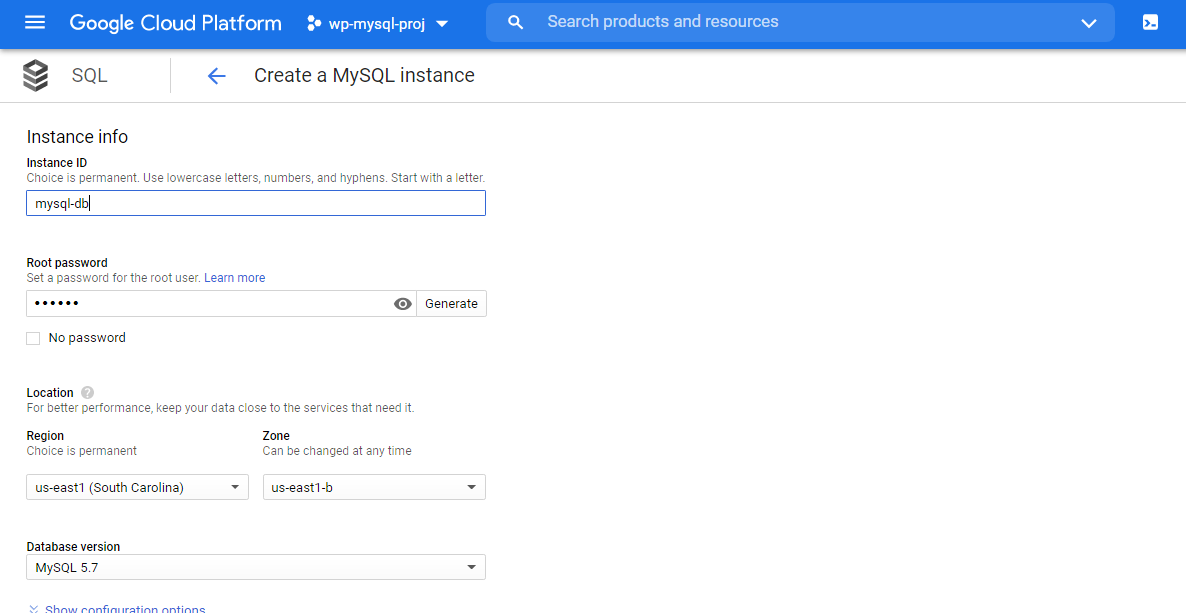 Google Cloud Platform wp-mysql-proj Search products and resources
SQL Create a MySQL instance
Instance info
Instance ID
Choice is permanent. Use lowercase letters, numbers, and hyphens. Start with a letter.
mysql-db
Root password
Set a password for the root user. Learn more
•••••• Generate
No password
Location ?
For better performance, keep your data close to the services that need it.
Region Zone
Choice is permanent Can be changed at any time
us-east1 (South Carolina) us-east1-b
Database version
MySQL 5.7
Show configuration options